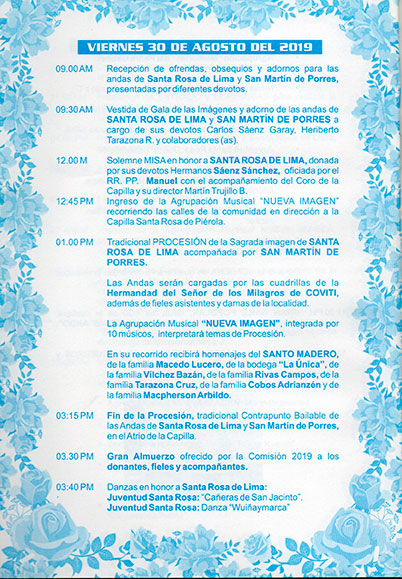 VIERNES 30 DE AGOSTO DEL 2019
09.00 AM Recepción de ofrendas, obsequios y adornos para las
andas de Santa Rosa de Lima y San Martín de Porres,
presentadas por diferentes devotos.
09:30 AM Vestida de Gala de las Imágenes y adorno de las andas de
SANTA ROSA DE LIMA y SAN MARTÍN DE PORRES a
cargo de sus devotos Carlos Sáenz Garay, Heriberto
Tarazona R. y colaboradores (as).
12.00 M Solemne MISA en honor a SANTA ROSA DE LIMA, donada
por sus devotos Hermanos Sáenz Sánchez, oficiada por el
RR. PP. Manuel con el acompañamiento del Coro de la
Capilla y su director Martín Trujillo B.
12:45 PM Ingreso de la Agrupación Musical "NUEVA IMAGEN"
recorriendo las calles de la comunidad en dirección a la
Capilla Santa Rosa de Piérola.
01.00 PM Tradicional PROCESIÓN de la Sagrada imagen de SANTA
ROSA DE LIMA acompañada por SAN MARTÍN DE
PORRES.
Las Andas serán cargadas por las cuadrillas de la
Hermandad del Señor de los Milagros de COVITI,
además de fieles asistentes y damas de la localidad.
La Agrupación Musical "NUEVA IMAGEN", integrada por
10 músicos, interpretará temas de Procesión.
En su recorrido recibirá homenajes del SANTO MADERO,
de la familia Macedo Lucero, de la bodega "La Única", de
la familia Vílchez Bazán, de la familia Rivas Campos, de la
familia Tarazona Cruz, de la familia Cobos Adrianzén y de
la familia Macpherson Arbildo.
03:15 PM Fin de la Procesión, tradicional Contrapunto Bailable de
las Andas de Santa Rosa de Lima y San Martín de Porres,
en el Atrio de la Capilla.
03.30 PM Gran Almuerzo ofrecido por la Comisión 2019 a los
donantes, fieles y acompañantes.
03:40 PM Danzas en honor a Santa Rosa de Lima:
Juventud Santa Rosa: "Cañeras de San Jacinto".
Juventud Santa Rosa: Danza "Wuiñaymarca"